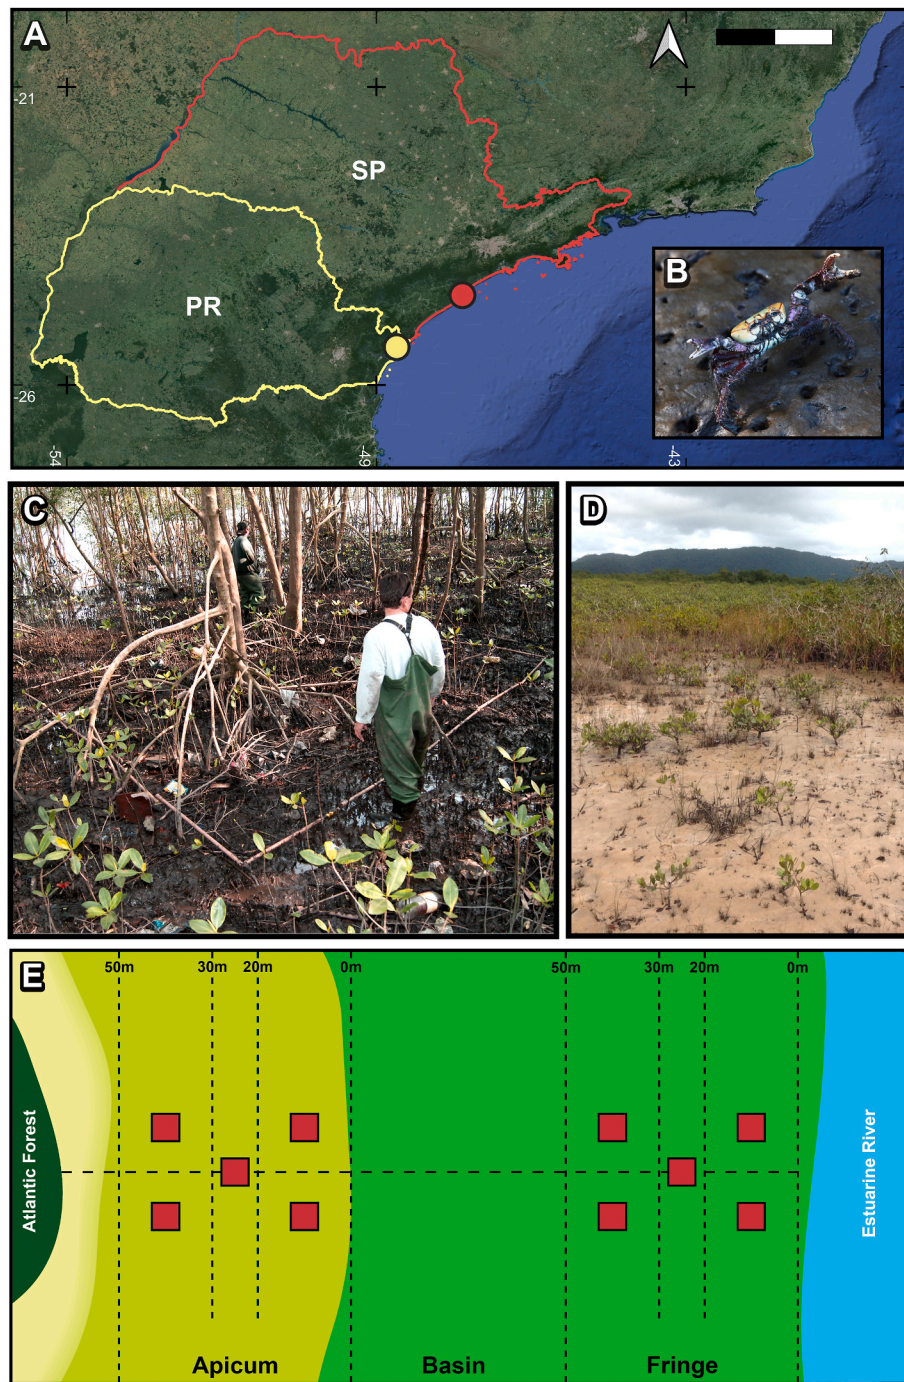 A
-21
SP
PR
B
-26
-54
-49
-43
C
D
E
50m
30m
20m
0m
50m
30m
20m
0m
Atlantic Forest
Estuarine River
Apicum
Basin
Fringe